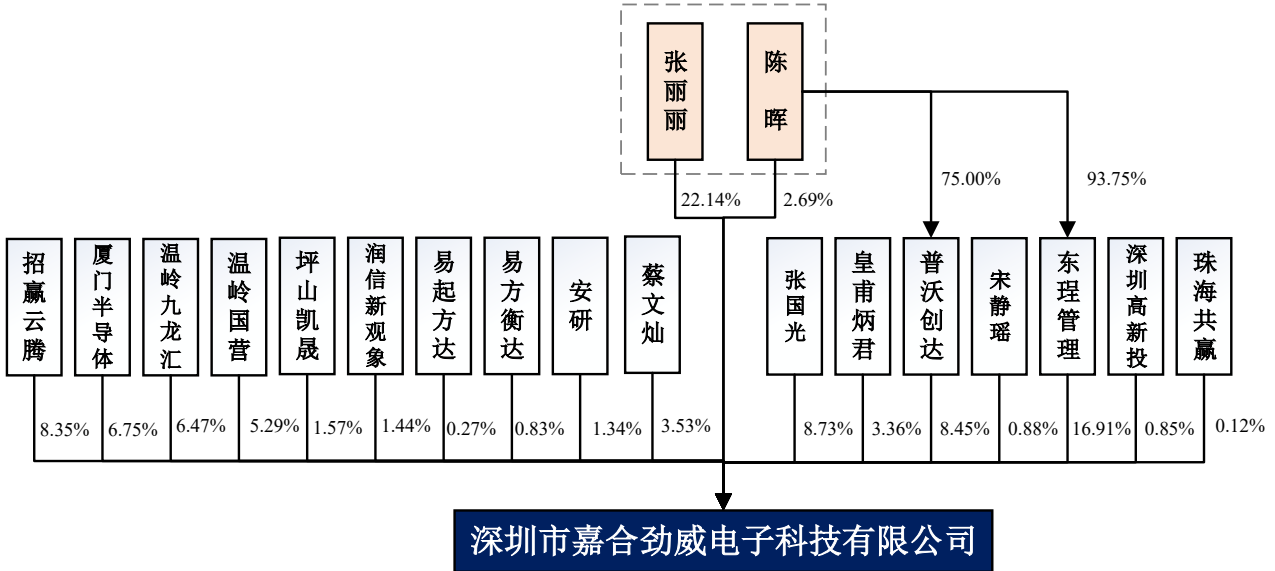 张丽丽
陈晖
22.14%
2.69%
75.00%
93.75%
招赢云腾
厦门半导体
温岭九龙汇
温岭国营
坪山凯晟
润信新观象
易起方达
易方衡达
安研
蔡文灿
张国光
皇甫炳君
普沃创达
宋静瑶
东珵管理
深圳高新投
珠海共赢
8.35%
6.75%
6.47%
5.29%
1.57%
1.44%
0.27%
0.83%
1.34%
3.53%
8.73%
3.36%
8.45%
0.88%
16.91%
0.85%
0.12%
深圳市嘉合劲威电子科技有限公司